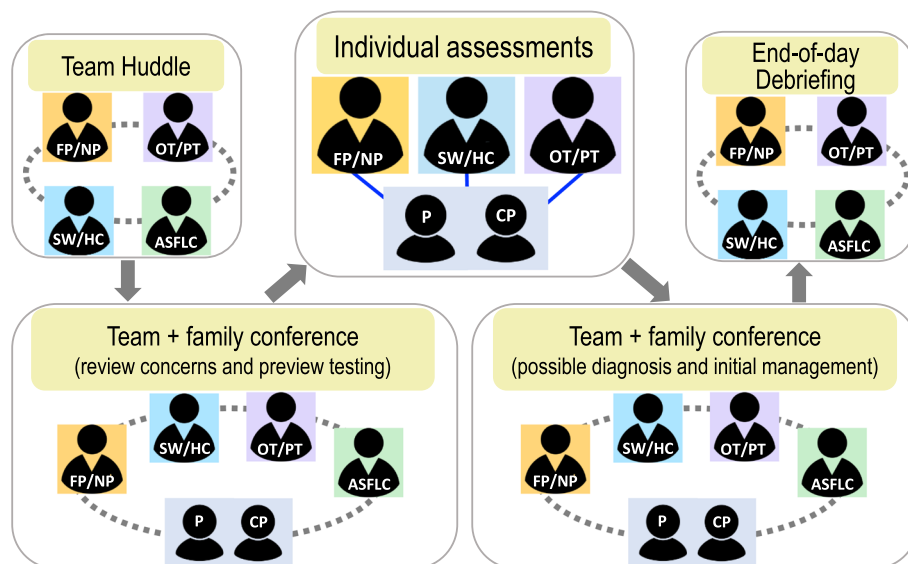 Team Huddle
FP/NP
OT/PT
SW/HC
ASFLC
Team + family conference
(review concerns and preview testing)
FP/NP
SW/HC
OT/PT
ASFLC
P
CP
Individual assessments
FP/NP
SW/HC
OT/PT
P
CP
Team + family conference
(possible diagnosis and initial management)
FP/NP
SW/HC
OT/PT
ASFLC
P
CP
End-of-day
Debriefing
FP/NP
OT/PT
SW/HC
ASFLC